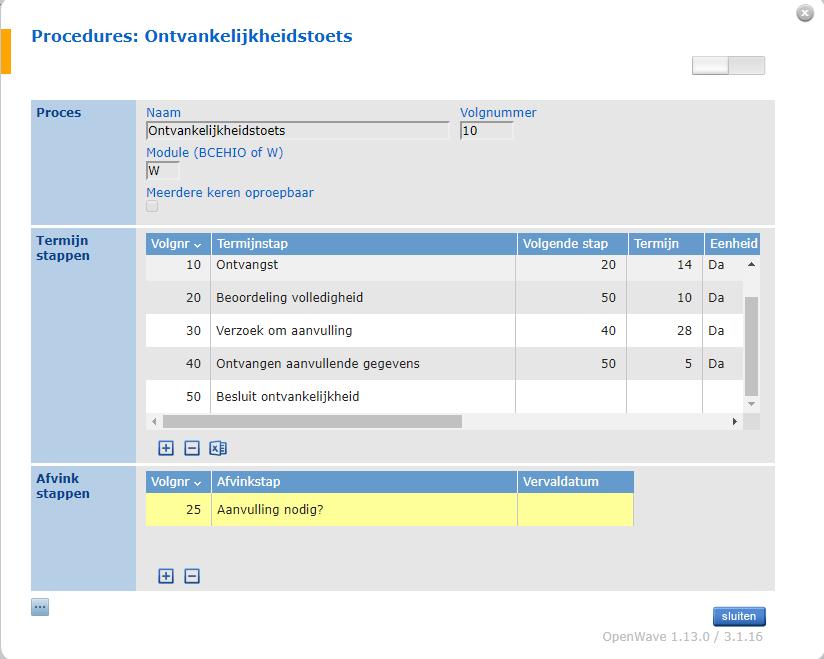 Procedures: Ontvankelijkheidstoets
Proces
Naam Volgnummer
Ontvankelijkheidstoets 10
Module (BCEHIO of W)
W
Meerdere keren oproepbaar
Termijn stappen
Volgnr Termijnstap Volgende stap Termijn Eenheid
10 Ontvangst 20 14 Da
20 Beoordeling volledigheid 50 10 Da
30 Verzoek om aanvulling 40 28 Da
40 Ontvangen aanvullende gegevens 50 5 Da
50 Besluit ontvankelijkheid
Afvink stappen
Volgnr Afvinkstap Vervaldatum
25 Aanvulling nodig?
sluiten
OpenWave 1.13.0 / 3.1.16